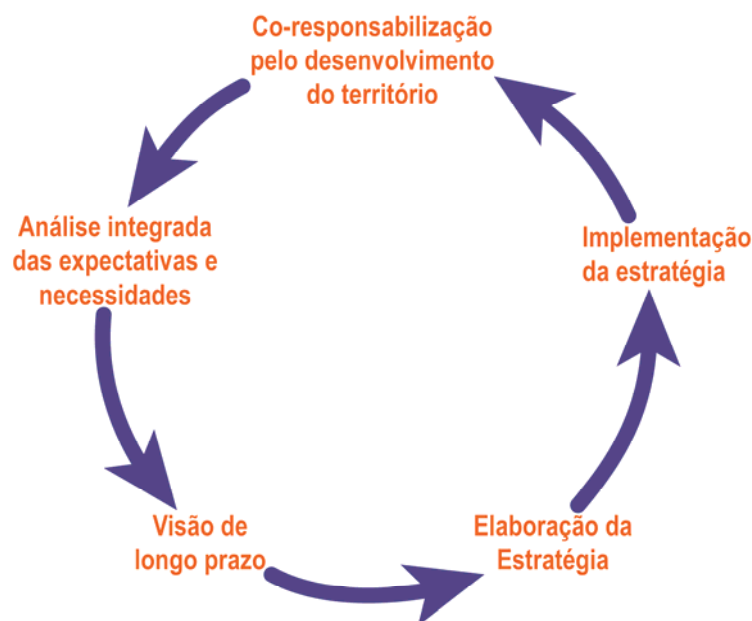 Co-responsabilização
pelo desenvolvimento
do território
Análise integrada
das expectativas e
necessidades
Visão de
longo prazo
Elaboração da
Estratégia
Implementação
da estratégia